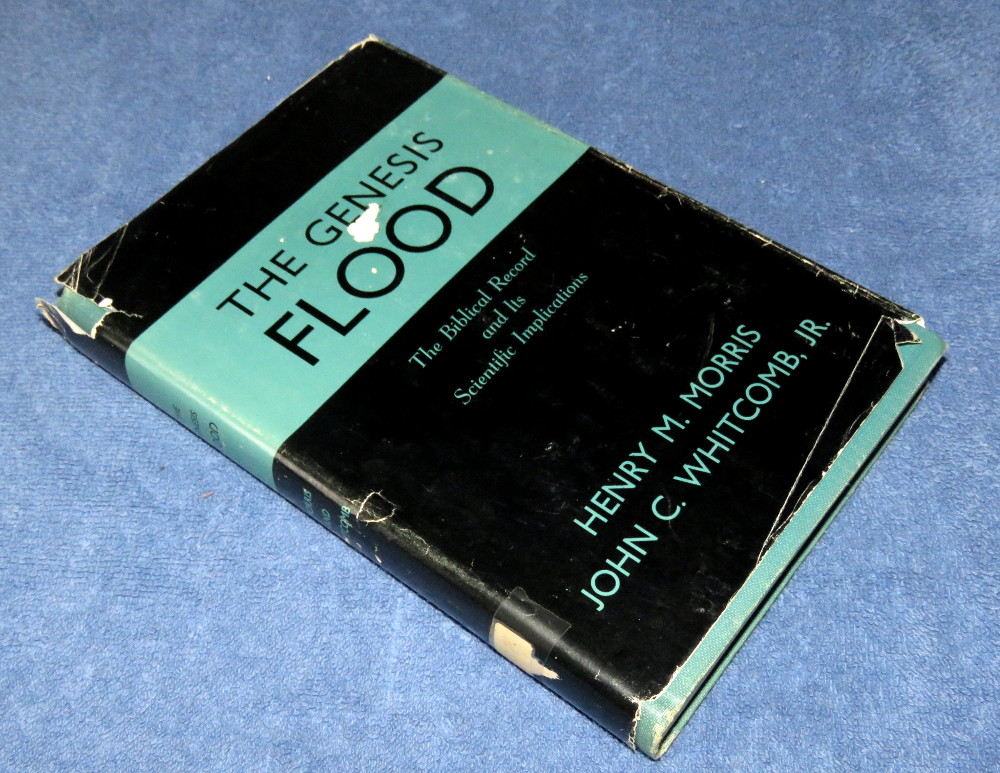 THE GENESIS
FLOOD
The Biblical Record
and Its
Scientific Implications
HENRY M. MORRIS
JOHN C. WHITCOMB, JR.